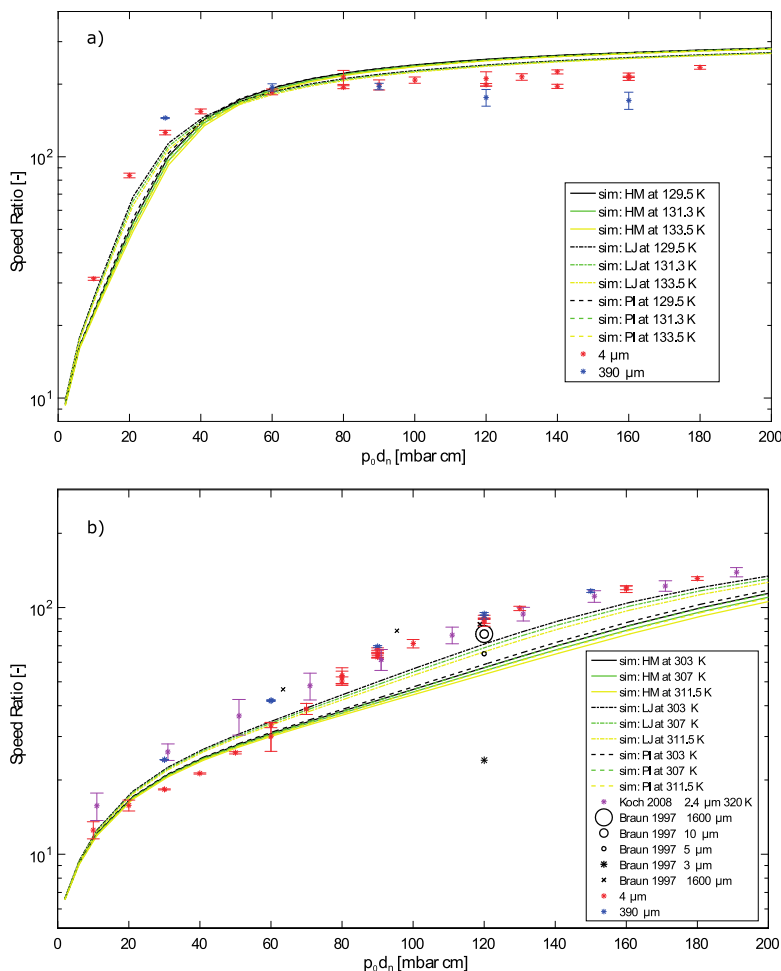 a)
10^2
10^1
Speed Ratio [-]
sim: HM at 129.5 K
sim: HM at 131.3 K
sim: HM at 133.5 K
sim: LJ at 129.5 K
sim: LJ at 131.3 K
sim: LJ at 133.5 K
sim: PI at 129.5 K
sim: PI at 131.3 K
sim: PI at 133.5 K
4 µm
390 µm
0 20 40 60 80 100 120 140 160 180 200
p₀dₙ [mbar cm]
b)
10^2
10^1
Speed Ratio [-]
sim: HM at 303 K
sim: HM at 307 K
sim: HM at 311.5 K
sim: LJ at 303 K
sim: LJ at 307 K
sim: LJ at 311.5 K
sim: PI at 303 K
sim: PI at 307 K
sim: PI at 311.5 K
Koch 2008 2.4 µm 320 K
Braun 1997 1600 µm
Braun 1997 10 µm
Braun 1997 5 µm
Braun 1997 3 µm
Braun 1997 1600 µm
4 µm
390 µm
0 20 40 60 80 100 120 140 160 180 200
p₀dₙ [mbar cm]